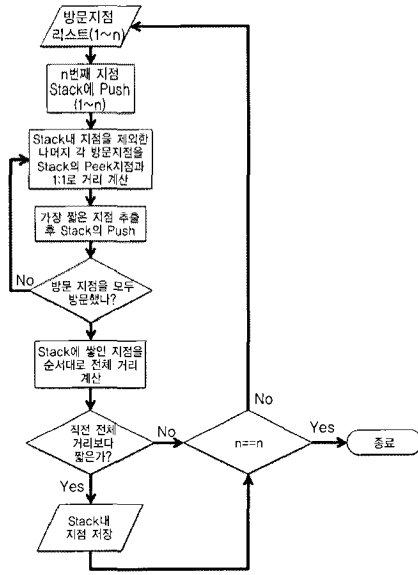 방문지점
리스트(1~n)
n번째 지점
Stack에 Push
(1~n)
Stack내 지점을 제외한
나머지 각 방문지점을
Stack의 Peek지점과
1:1로 거리 계산
가장 짧은 지점 추출
후 Stack의 Push
No
방문 지점을 모두
방문했나?
Stack에 쌓인 지점을
순서대로 전체 거리
계산
No
직전 전체
거리보다
짧은가?
No
n==n
Yes
종료
Yes
Stack내
지점 저장